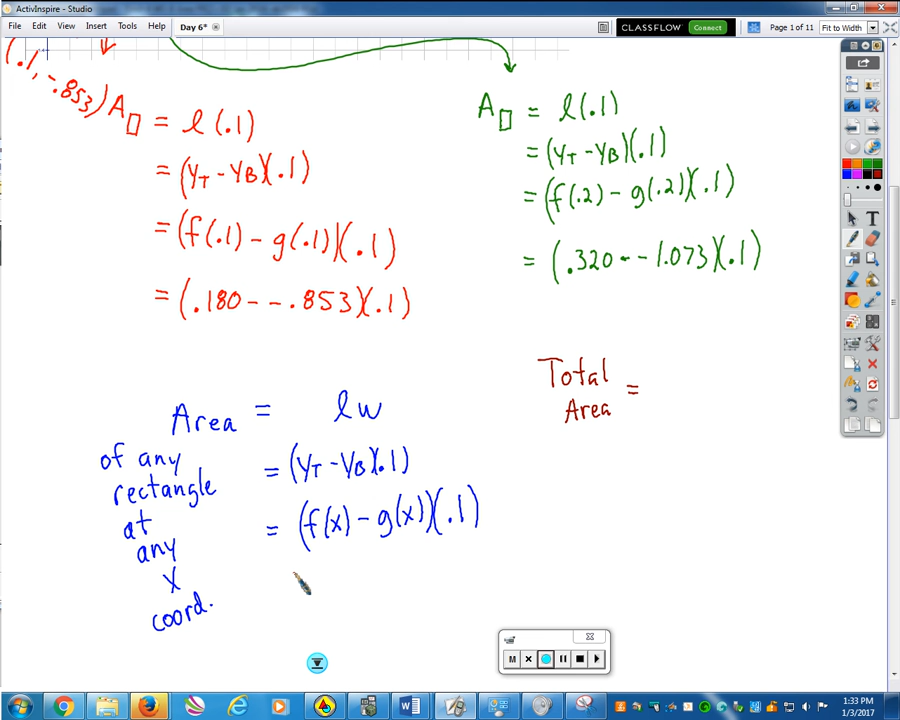 ActivInspire - Studio
File Edit View Insert Tools Help Day 6*
CLASSFLOW Connect Page 1 of 11 Fit to Width
(.1, -.853)
A▯ = l(.1)
= (yT - yB)(.1)
= (f(.1) - g(.1))(.1)
= (.180 - -.853)(.1)
A▯ = l(.1)
= (yT - yB)(.1)
= (f(.2) - g(.2))(.1)
= (.320 - -1.073)(.1)
Total
Area =
Area = lw
of any
rectangle
at
any
x
coord.
= (yT - yB)(.1)
= (f(x) - g(x))(.1)
M
1:33 PM
1/3/2017